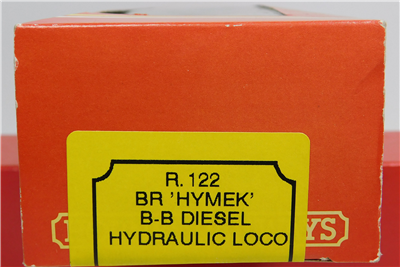 R.122
BR 'HYMEK'
B-B DIESEL
HYDRAULIC LOCO